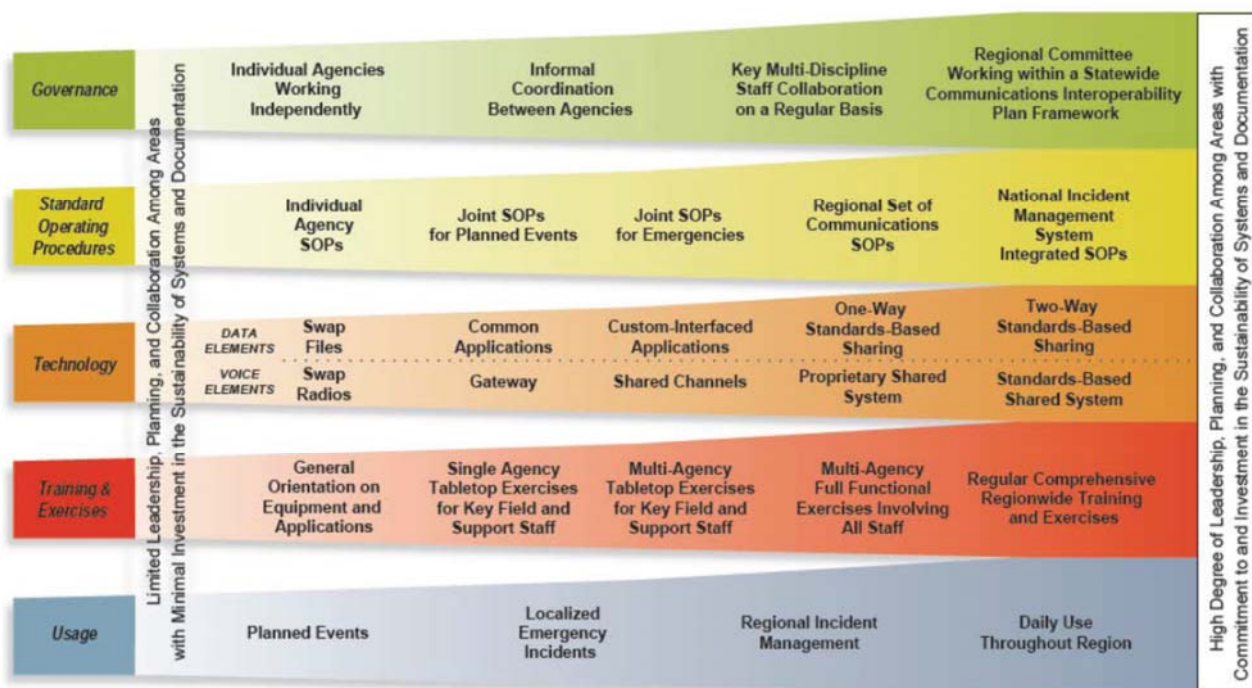 Limited Leadership, Planning, and Collaboration Among Areas
with Minimal Investment in the Sustainability of Systems and Documentation
Governance
Individual Agencies
Working
Independently
Informal
Coordination
Between Agencies
Key Multi-Discipline
Staff Collaboration
on a Regular Basis
Regional Committee
Working within a Statewide
Communications Interoperability
Plan Framework
Standard
Operating
Procedures
Individual
Agency
SOPs
Joint SOPs
for Planned Events
Joint SOPs
for Emergencies
Regional Set of
Communications
SOPs
National Incident
Management
System
Integrated SOPs
Technology
DATA
ELEMENTS
Swap
Files
Common
Applications
Custom-Interfaced
Applications
One-Way
Standards-Based
Sharing
Two-Way
Standards-Based
Sharing
VOICE
ELEMENTS
Swap
Radios
Gateway
Shared Channels
Proprietary Shared
System
Standards-Based
Shared System
Training &
Exercises
General
Orientation on
Equipment and
Applications
Single Agency
Tabletop Exercises
for Key Field and
Support Staff
Multi-Agency
Tabletop Exercises
for Key Field and
Support Staff
Multi-Agency
Full Functional
Exercises Involving
All Staff
Regular Comprehensive
Regionwide Training
and Exercises
Usage
Planned Events
Localized
Emergency
Incidents
Regional Incident
Management
Daily Use
Throughout Region
High Degree of Leadership, Planning, and Collaboration Among Areas with
Commitment to and Investment in the Sustainability of Systems and Documentation